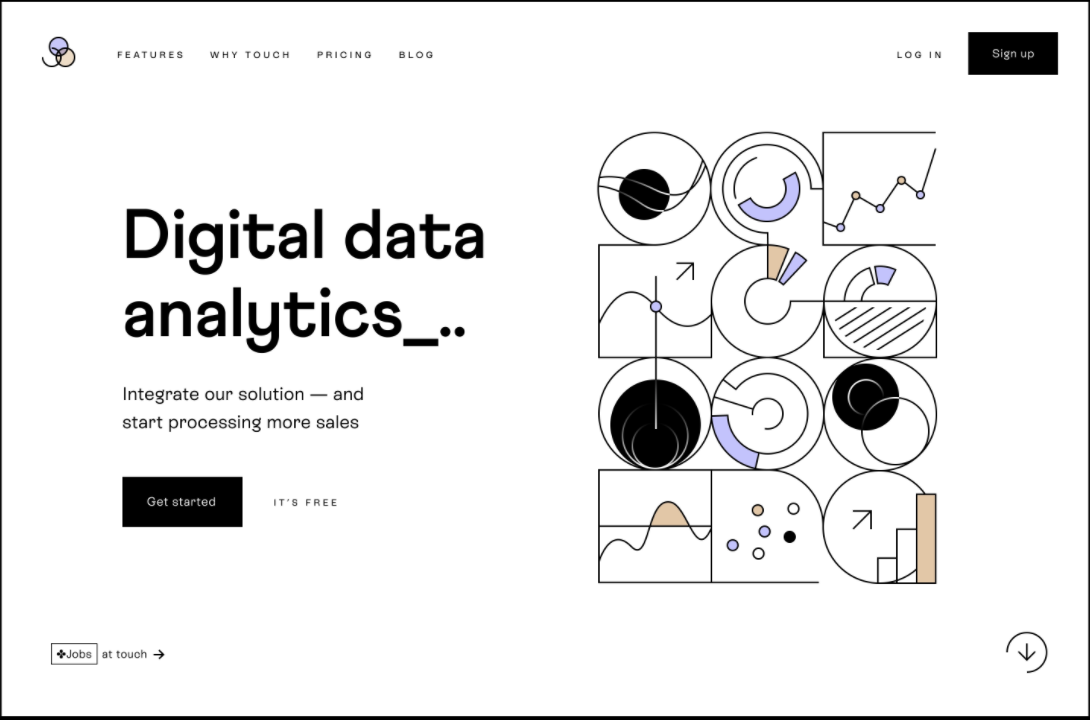 FEATURES WHY TOUCH PRICING BLOG LOG IN Sign up
Digital data
analytics_..
Integrate our solution — and
start processing more sales
Get started IT'S FREE
✤Jobs at touch →